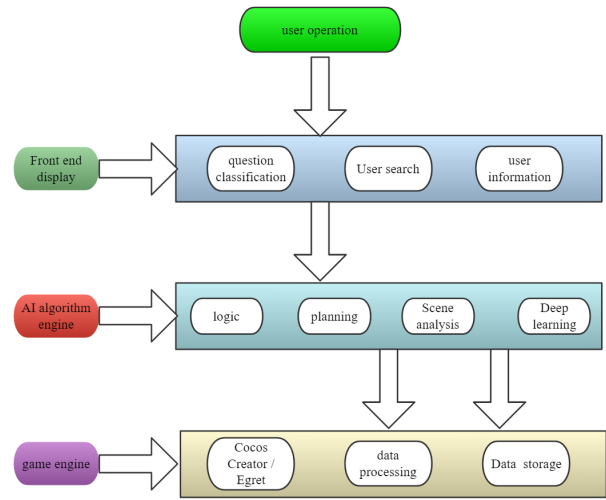 user operation
Front end
display
question
classification
User search
user
information
AI algorithm
engine
logic
planning
Scene
analysis
Deep
learning
game engine
Cocos
Creator /
Egret
data
processing
Data storage